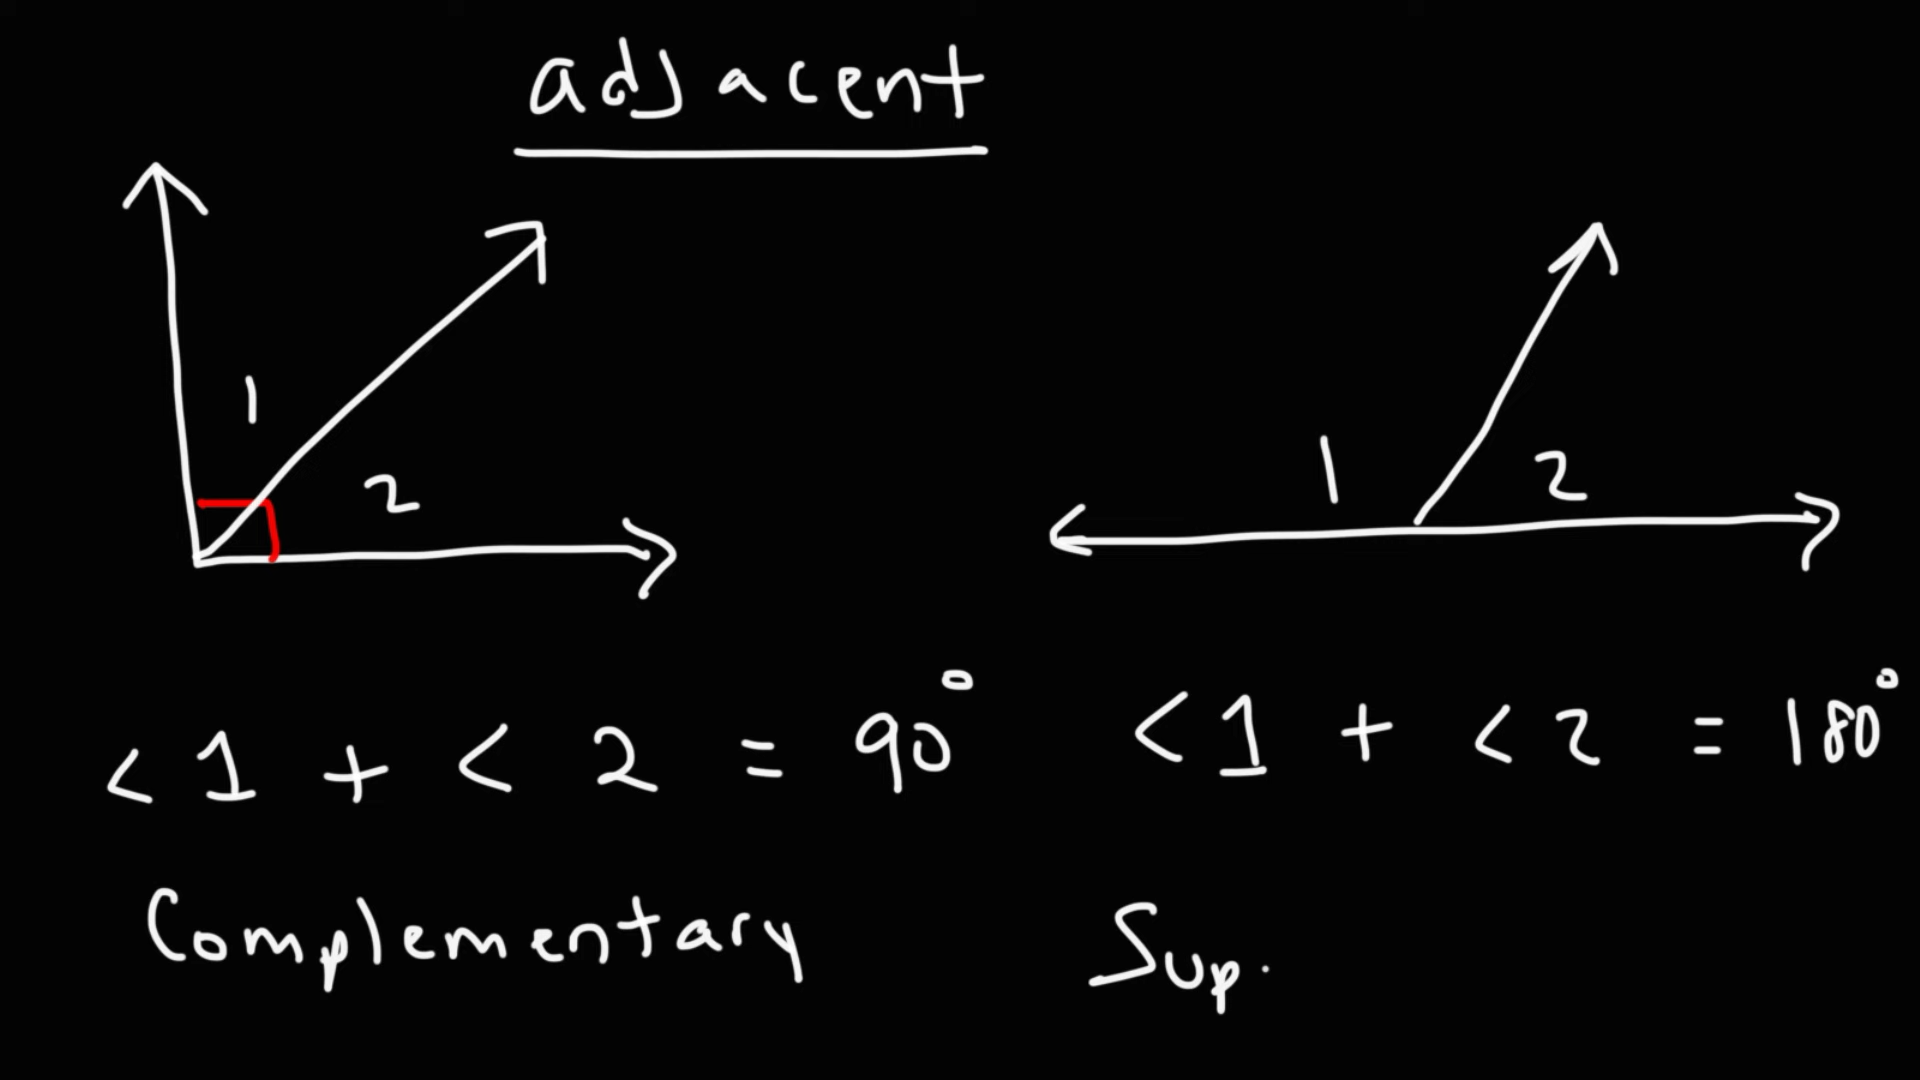 adjacent
1
2
1
2
<1 + <2 = 90°
<1 + <2 = 180°
Complementary
Sup.